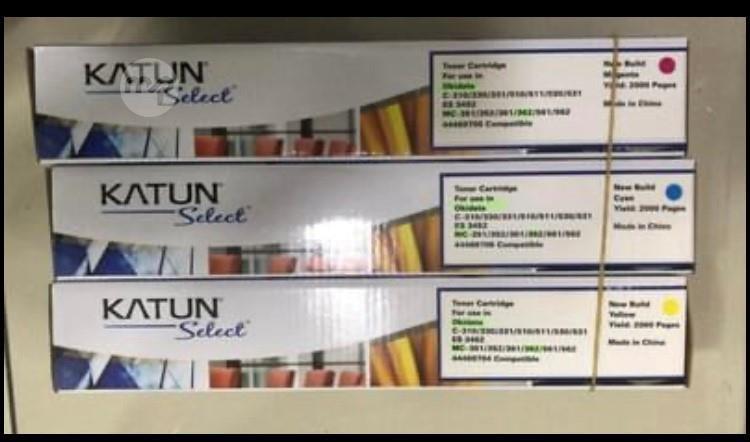 KATUN
Select
Toner Cartridge
For use in
Okidata
C-310/330/331/510/511/530/531
ES 3452
MC-351/352/361/362/561/562
Compatible
New Build
Magenta
Yield: 2000 Pages
Made in China
KATUN
Select
Toner Cartridge
For use in
Okidata
C-310/330/331/510/511/530/531
ES 3452
MC-351/352/361/362/561/562
Compatible
New Build
Cyan
Yield: 2000 Pages
Made in China
KATUN
Select
Toner Cartridge
For use in
Okidata
C-310/330/331/510/511/530/531
MC-351/352/361/362/561/562
44469704 Compatible
New Build
Yellow
Yield: 2000 Pages
Made in China